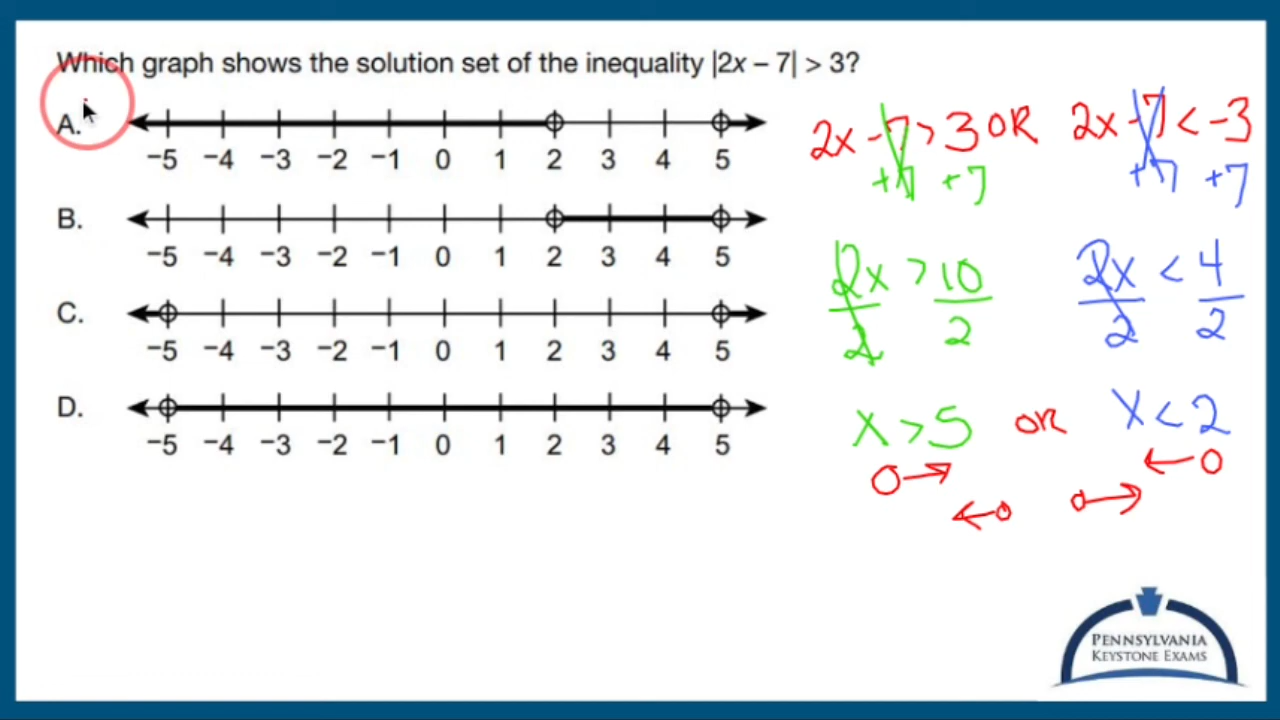 Which graph shows the solution set of the inequality |2x – 7| > 3?
A.
−5 −4 −3 −2 −1 0 1 2 3 4 5
B.
−5 −4 −3 −2 −1 0 1 2 3 4 5
C.
−5 −4 −3 −2 −1 0 1 2 3 4 5
D.
−5 −4 −3 −2 −1 0 1 2 3 4 5
2x - 7 > 3 OR 2x - 7 < -3
+7 +7 +7 +7
2x > 10 2x < 4
2 2 2 2
x > 5 OR x < 2
PENNSYLVANIA
KEYSTONE EXAMS